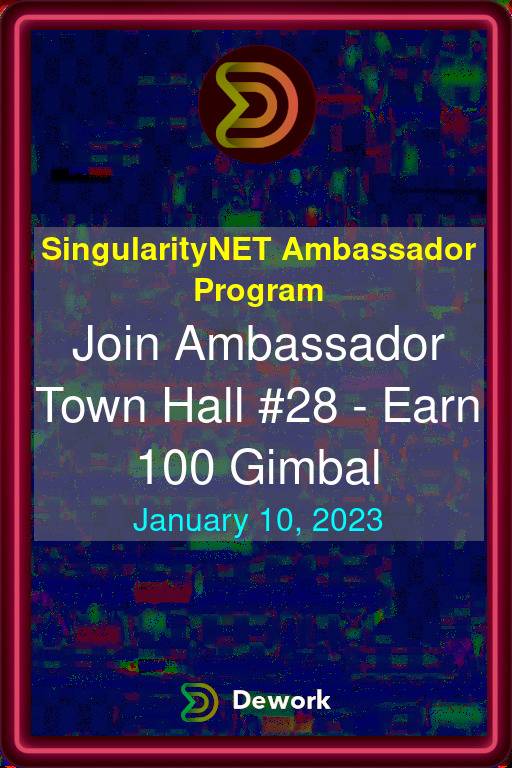 SingularityNET Ambassador
Program
Join Ambassador
Town Hall #28 - Earn
100 Gimbal
January 10, 2023
Dework